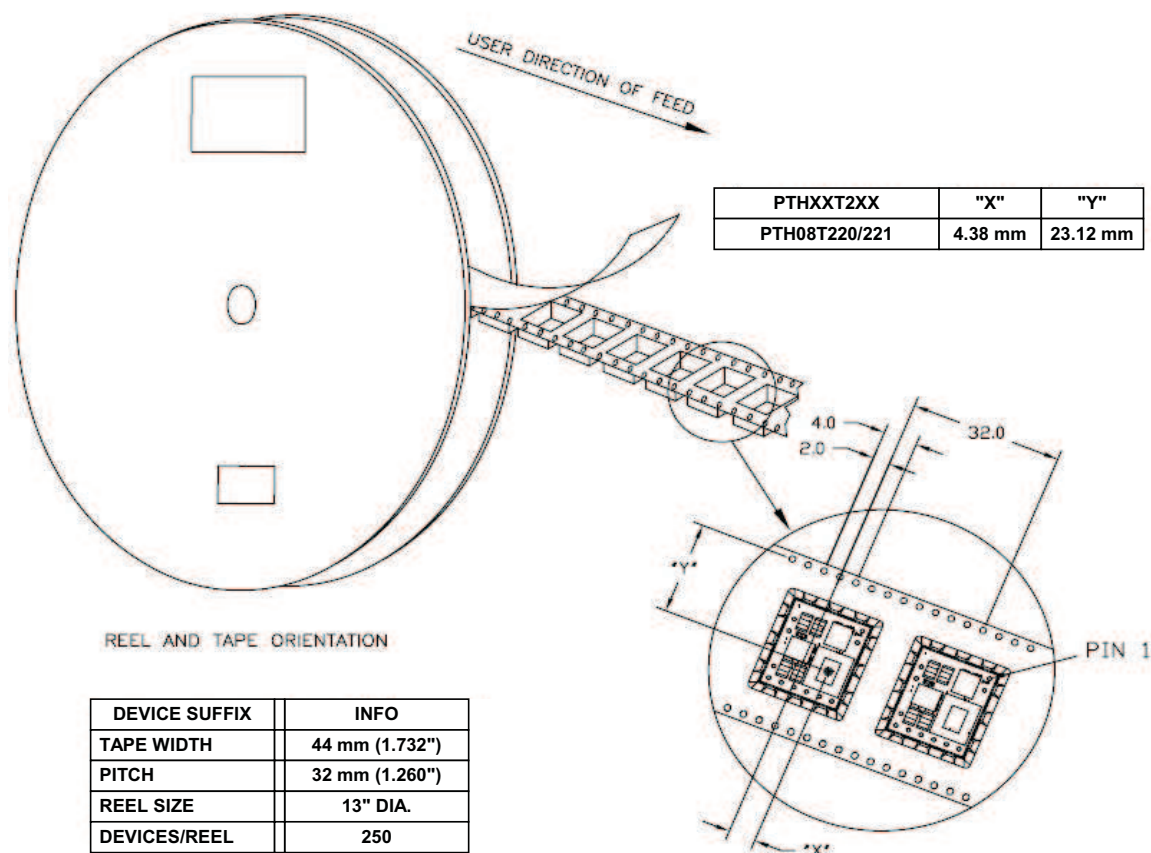 USER DIRECTION OF FEED
PTHXXT2XX "X" "Y"
PTH08T220/221 4.38 mm 23.12 mm
4.0
2.0
32.0
"Y"
PIN 1
"X"
REEL AND TAPE ORIENTATION
DEVICE SUFFIX INFO
TAPE WIDTH 44 mm (1.732")
PITCH 32 mm (1.260")
REEL SIZE 13" DIA.
DEVICES/REEL 250